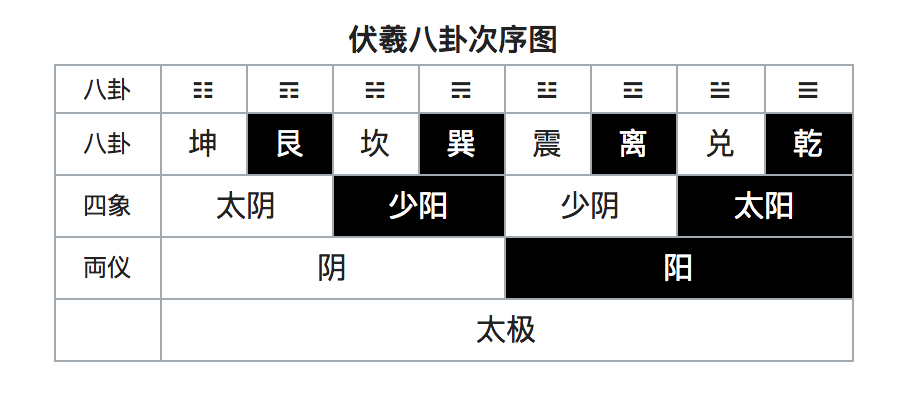 伏羲八卦次序图
八卦 ☷ ☶ ☵ ☴ ☳ ☲ ☱ ☰
八卦 坤 艮 坎 巽 震 离 兑 乾
四象 太阴 少阳 少阴 太阳
両仪 阴 阳
太极